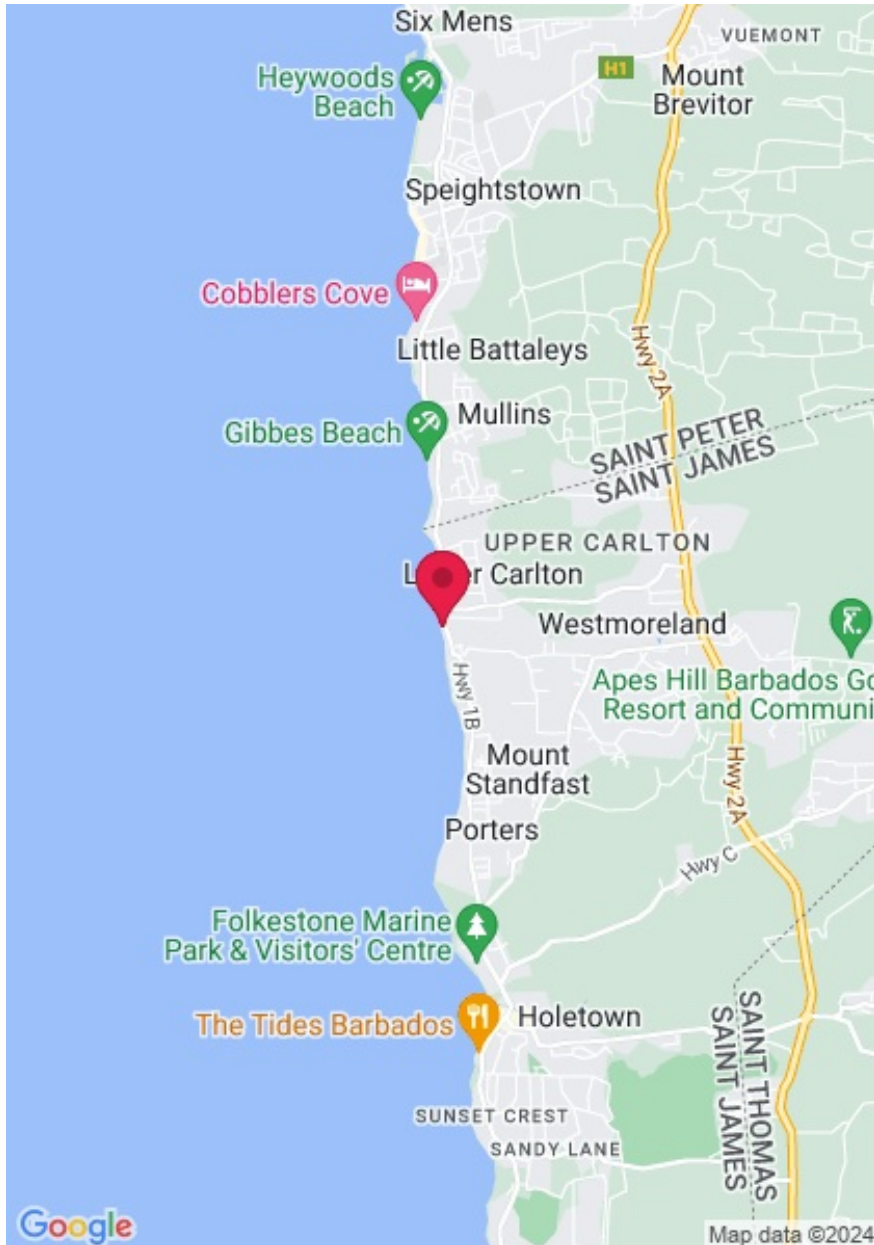 Six Mens
VUEMONT
Heywoods
Beach
H1
Mount
Brevitor
Speightstown
Cobblers Cove
Little Battaleys
Hwy 2A
Gibbes Beach
Mullins
SAINT PETER
SAINT JAMES
UPPER CARLTON
L er Carlton
Westmoreland
Hwy 1B
Apes Hill Barbados Go
Resort and Communi
Mount
Standfast
Hwy 2A
Porters
Hwy C
Folkestone Marine
Park & Visitors' Centre
The Tides Barbados
Holetown
SAINT THOMAS
SAINT JAMES
SUNSET CREST
SANDY LANE
Google
Map data ©2024